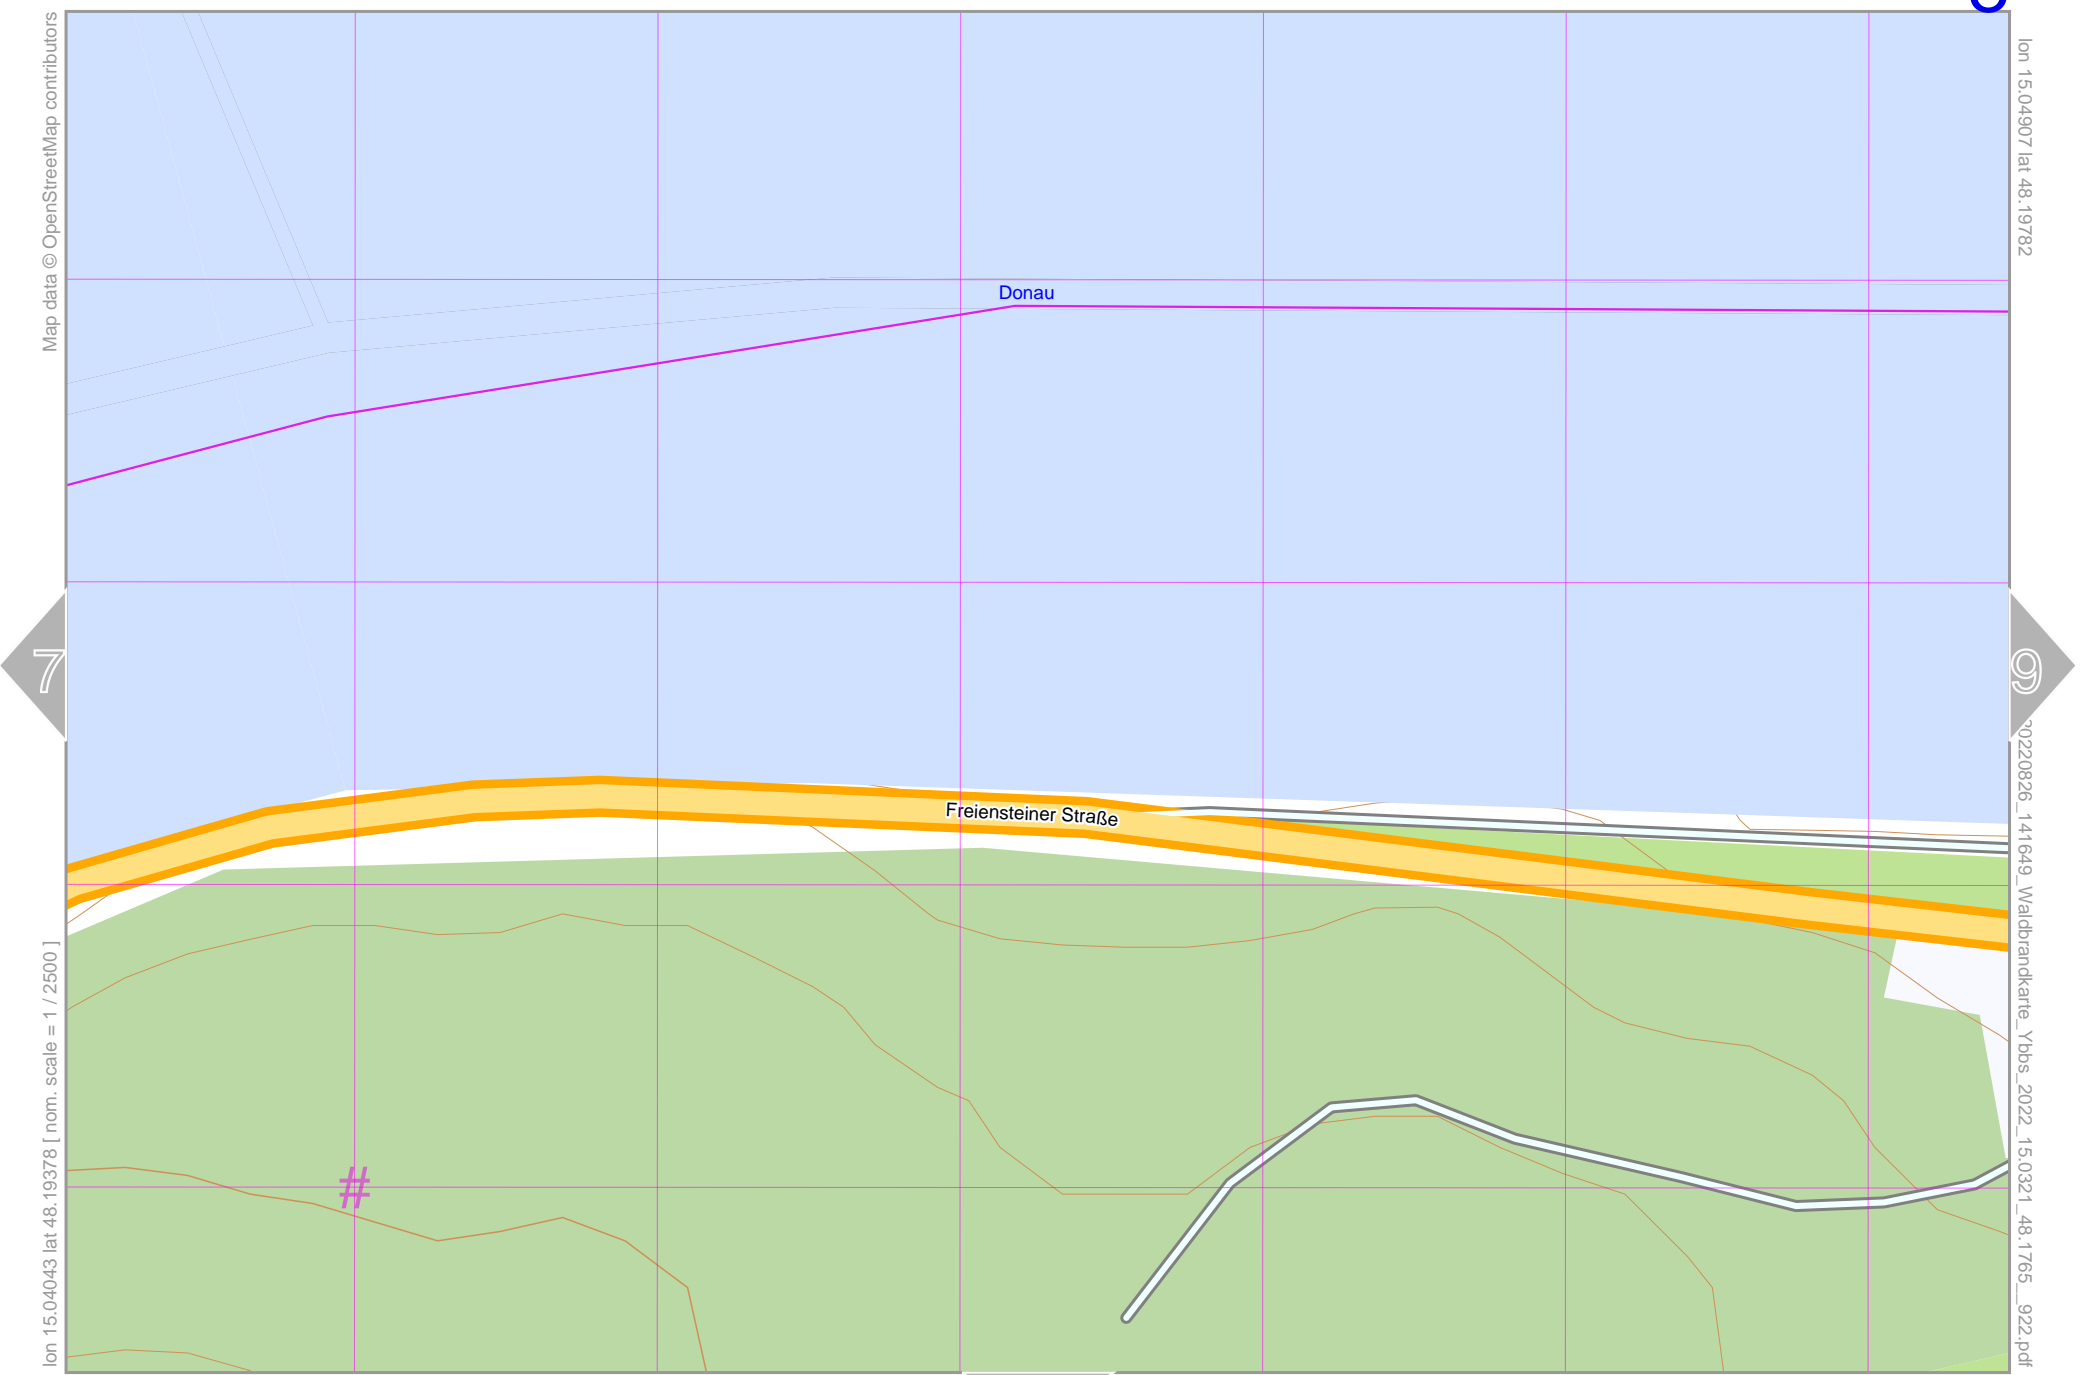 Map data © OpenStreetMap contributors
lon 15.04907 lat 48.19782
Donau
7
9
Freiensteiner Straße
#
lon 15.04043 lat 48.19378 [ nom. scale = 1 / 2500 ]
20220826_141649_Waldbrandkarte_Ybbs_2022_15.0321_48.1765__922.pdf